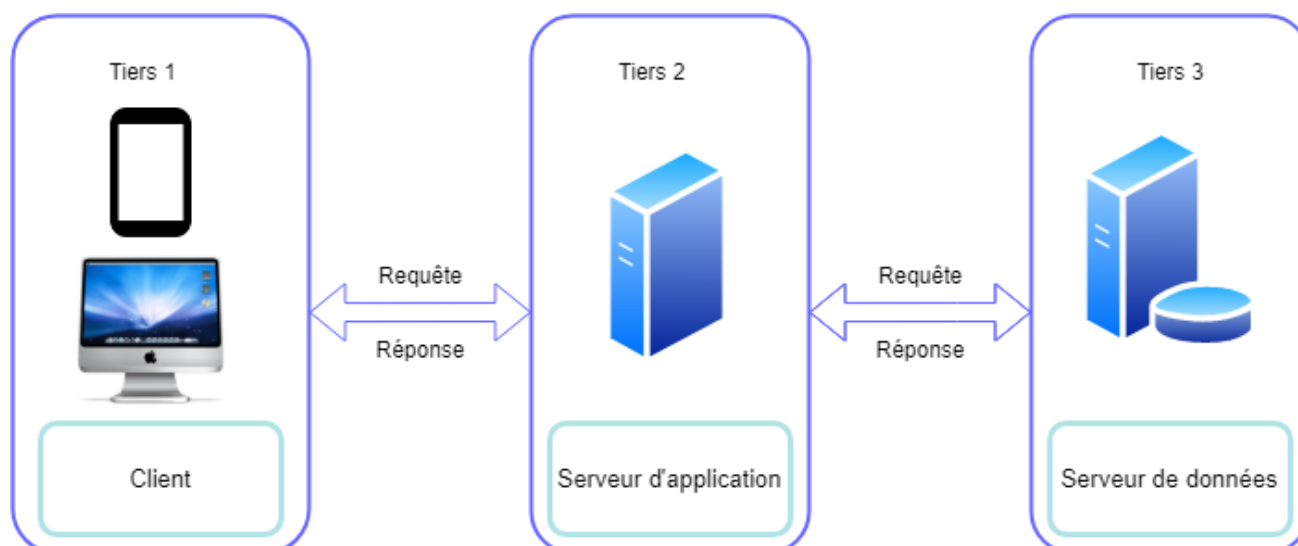 Tiers 1
Tiers 2
Tiers 3
Requête
Réponse
Requête
Réponse
Client
Serveur d'application
Serveur de données